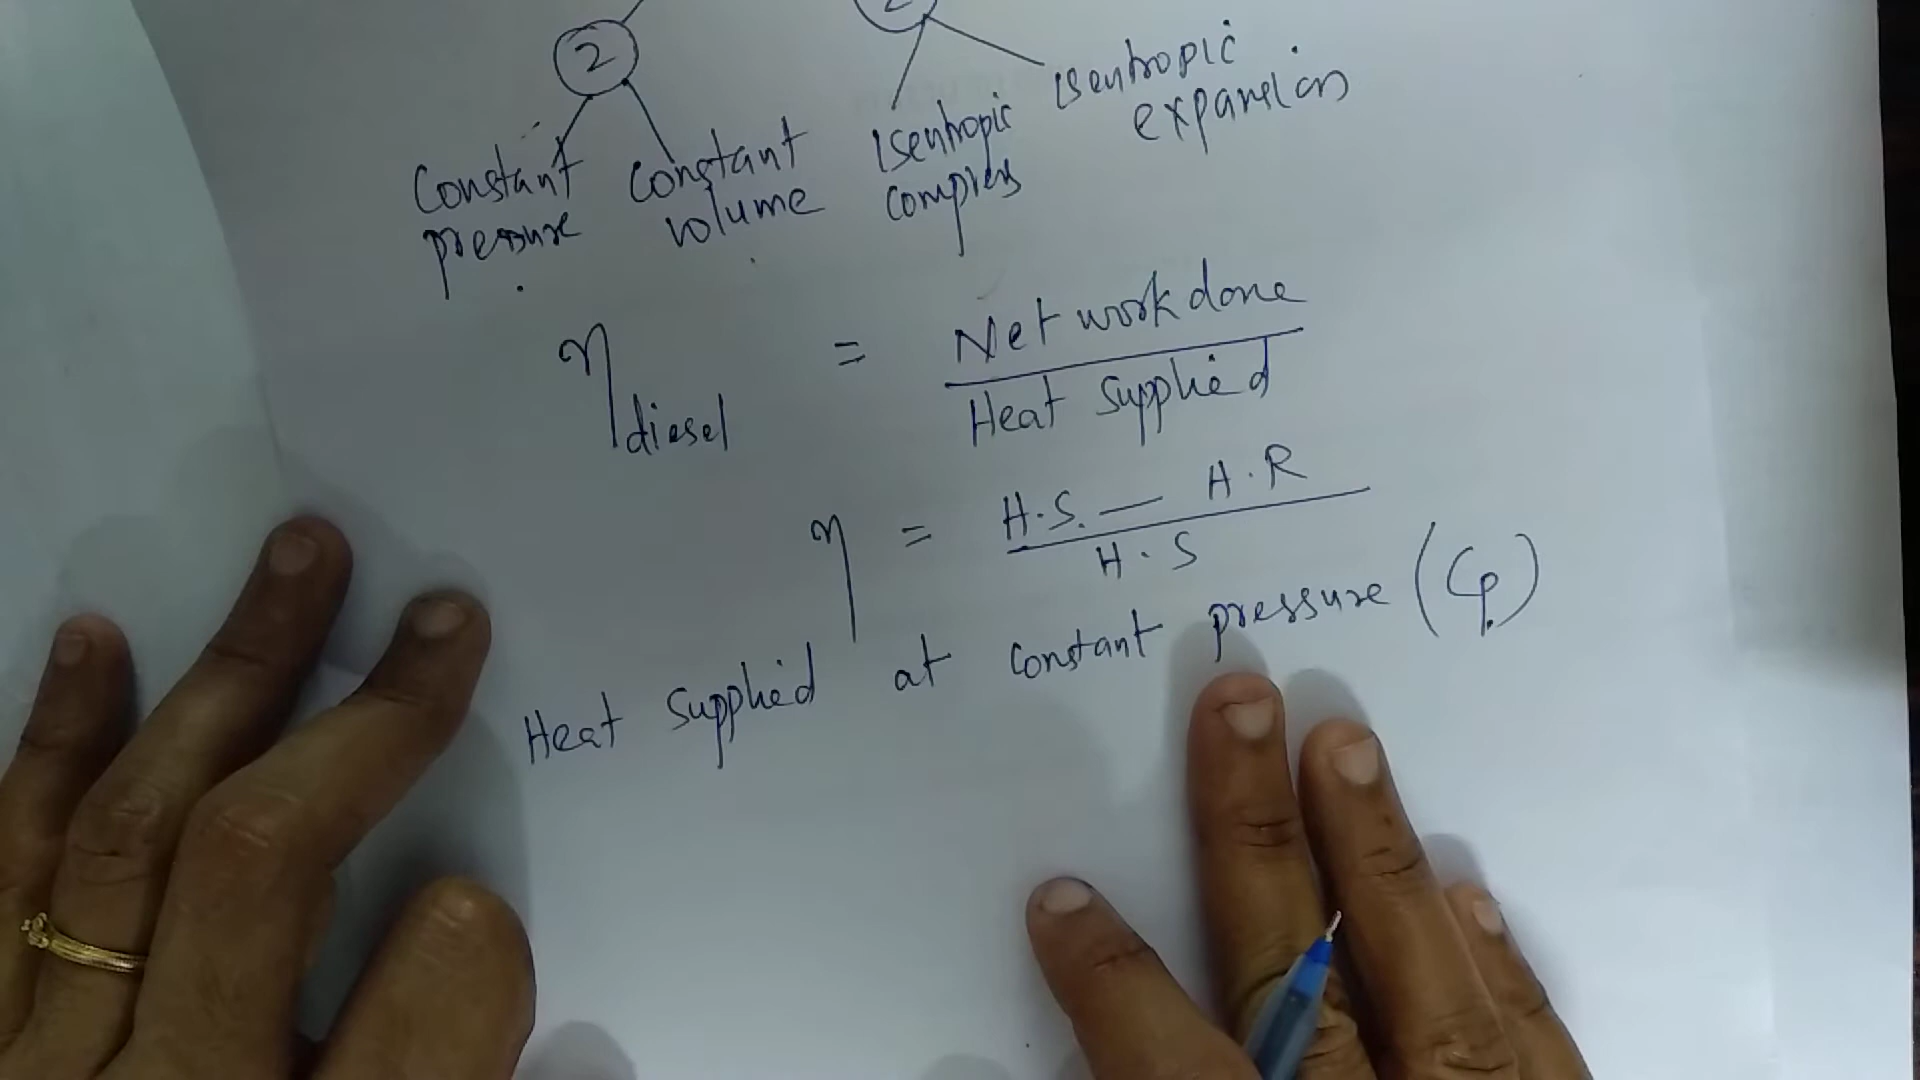 2
2
Constant pressure
constant volume
Isentropic compress
isentropic expansion
η diesel = Net work done / Heat supplied
η = H.S. — H.R / H.S
Heat supplied at constant pressure (Cp)